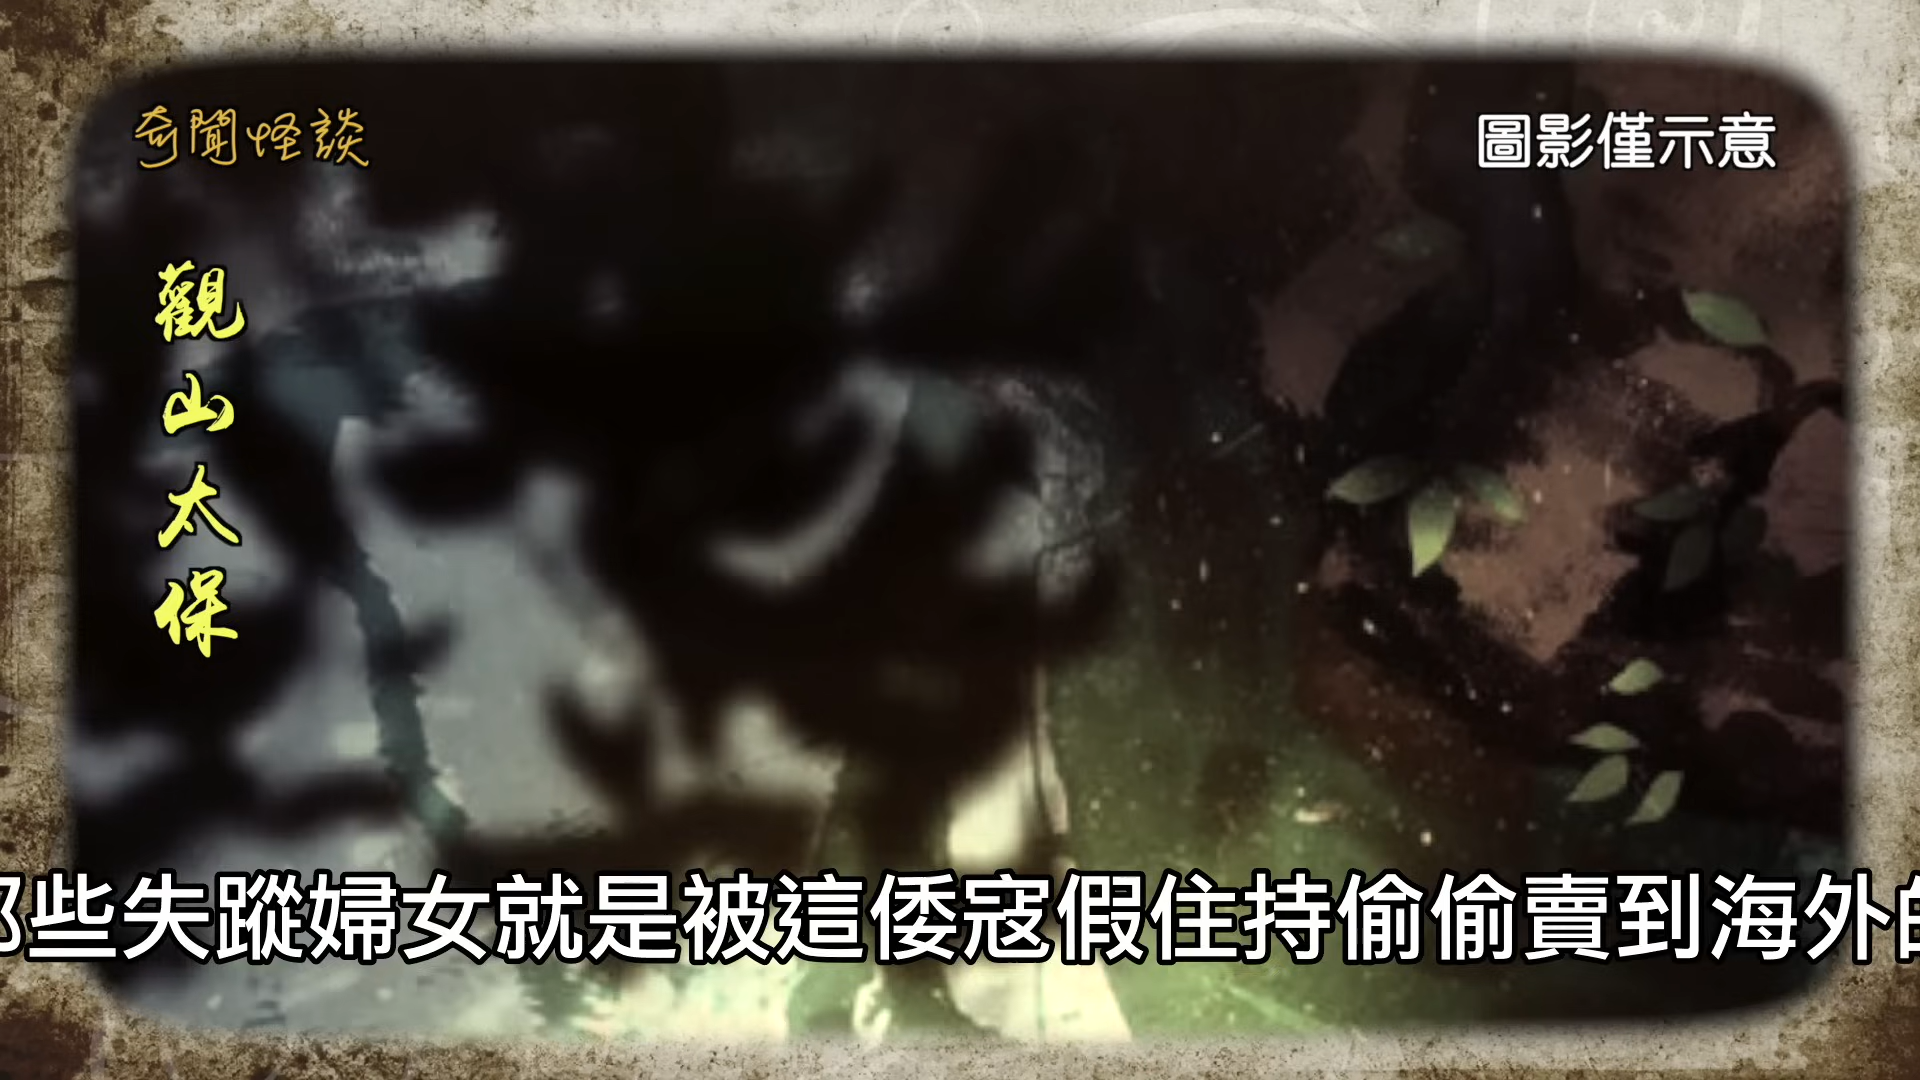 奇聞怪談
圖影僅示意
觀山太保
那些失蹤婦女就是被這倭寇假住持偷偷賣到海外的